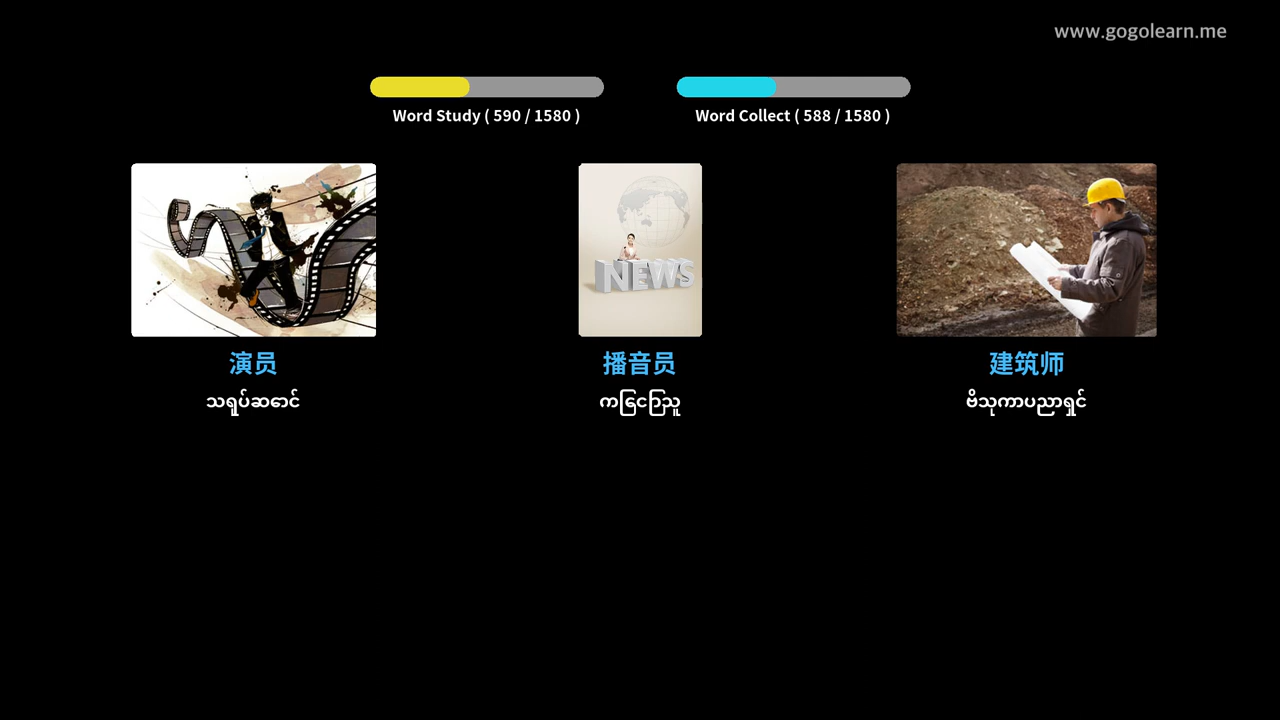 www.gogolearn.me
Word Study ( 590 / 1580 )
Word Collect ( 588 / 1580 )
NEWS
演员
播音员
建筑师
သရုပ်ဆောင်
ကြေငြာသူ
ဗိသုကာပညာရှင်